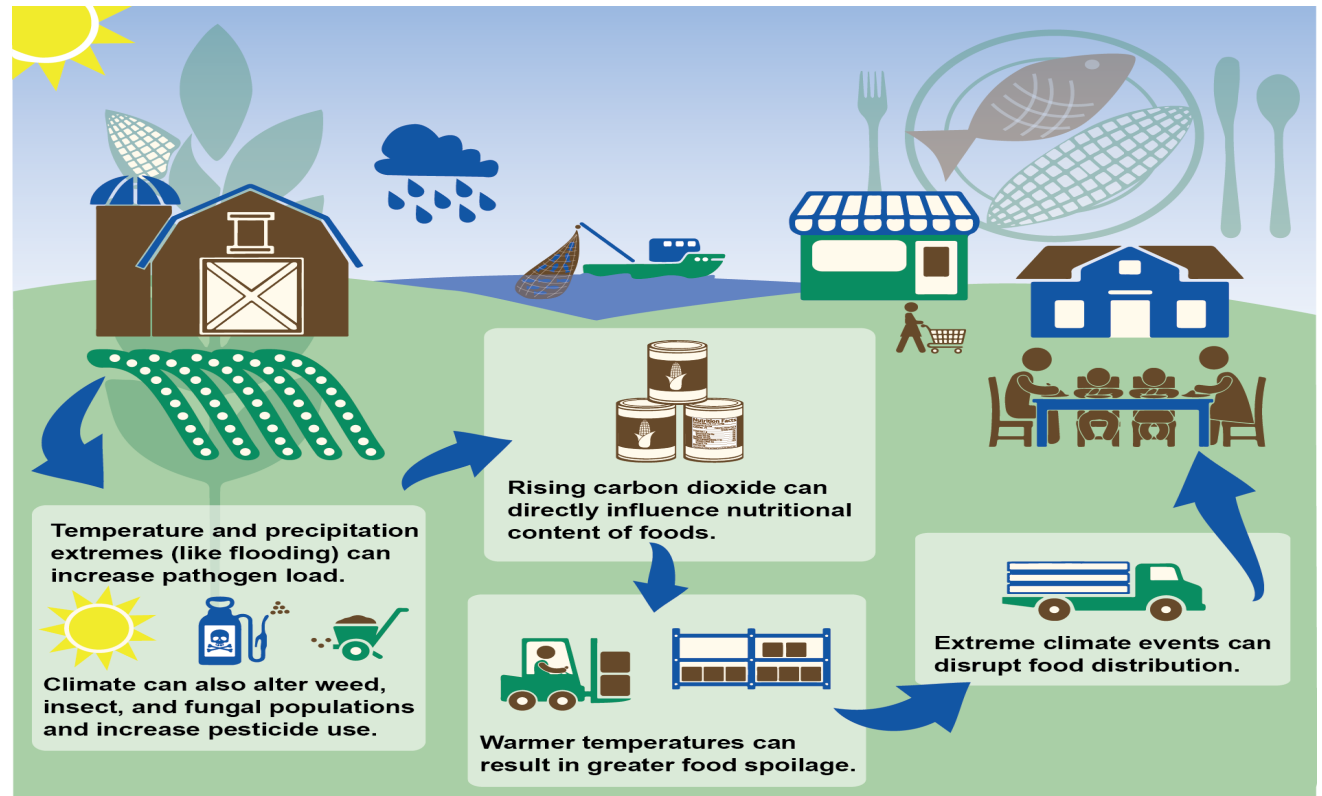 Nutrition Facts
Rising carbon dioxide can
directly influence nutritional
content of foods.
Temperature and precipitation
extremes (like flooding) can
increase pathogen load.
Climate can also alter weed,
insect, and fungal populations
and increase pesticide use.
Warmer temperatures can
result in greater food spoilage.
Extreme climate events can
disrupt food distribution.